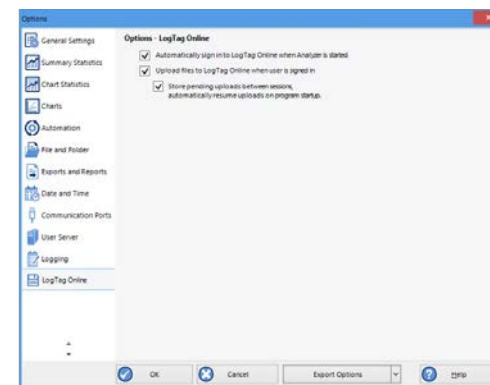 Options
General Settings
Summary Statistics
Chart Statistics
Charts
Automation
File and Folder
Exports and Reports
Date and Time
Communication Ports
User Server
Logging
LogTag Online
Options - LogTag Online
Automatically sign in to LogTag Online when Analyzer is started
Upload files to LogTag Online when user is signed in
Store pending uploads between sessions,
automatically resume uploads on program startup.
OK
Cancel
Export Options
Help